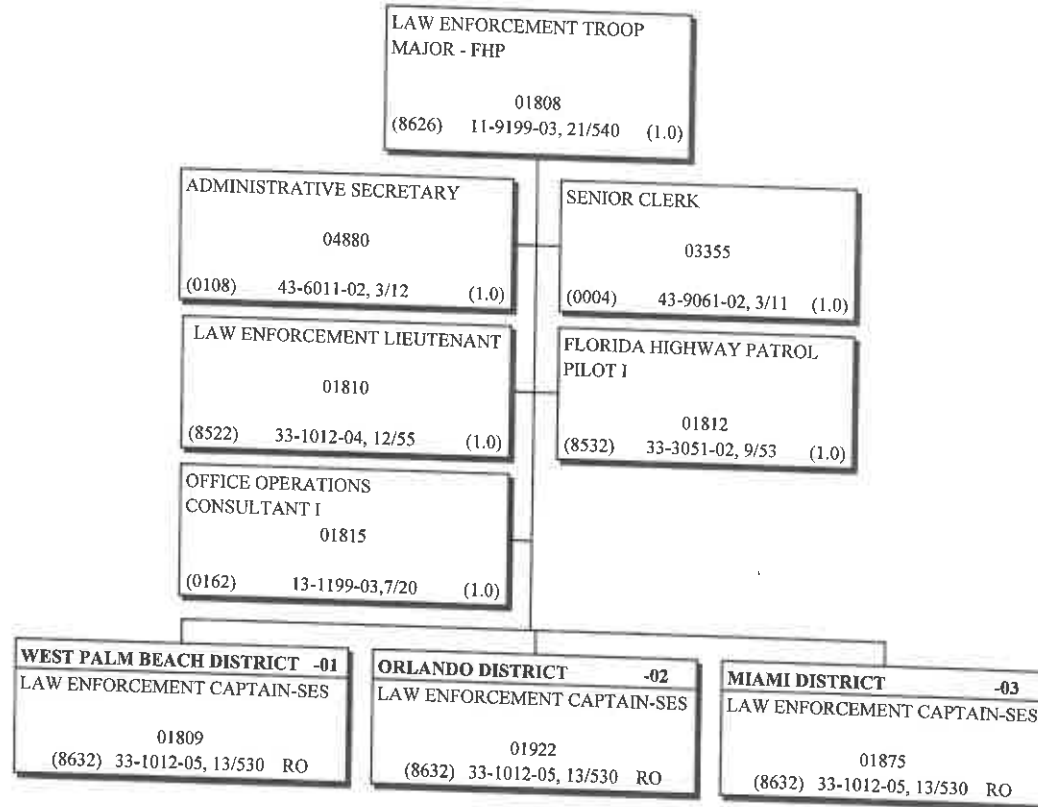 LAW ENFORCEMENT TROOP
MAJOR - FHP
01808
(8626) 11-9199-03, 21/540 (1.0)
ADMINISTRATIVE SECRETARY
04880
(0108) 43-6011-02, 3/12 (1.0)
SENIOR CLERK
03355
(0004) 43-9061-02, 3/11 (1.0)
LAW ENFORCEMENT LIEUTENANT
01810
(8522) 33-1012-04, 12/55 (1.0)
FLORIDA HIGHWAY PATROL
PILOT I
01812
(8532) 33-3051-02, 9/53 (1.0)
OFFICE OPERATIONS
CONSULTANT I
01815
(0162) 13-1199-03,7/20 (1.0)
WEST PALM BEACH DISTRICT -01
LAW ENFORCEMENT CAPTAIN-SES
01809
(8632) 33-1012-05, 13/530 RO
ORLANDO DISTRICT -02
LAW ENFORCEMENT CAPTAIN-SES
01922
(8632) 33-1012-05, 13/530 RO
MIAMI DISTRICT -03
LAW ENFORCEMENT CAPTAIN-SES
01875
(8632) 33-1012-05, 13/530 RO